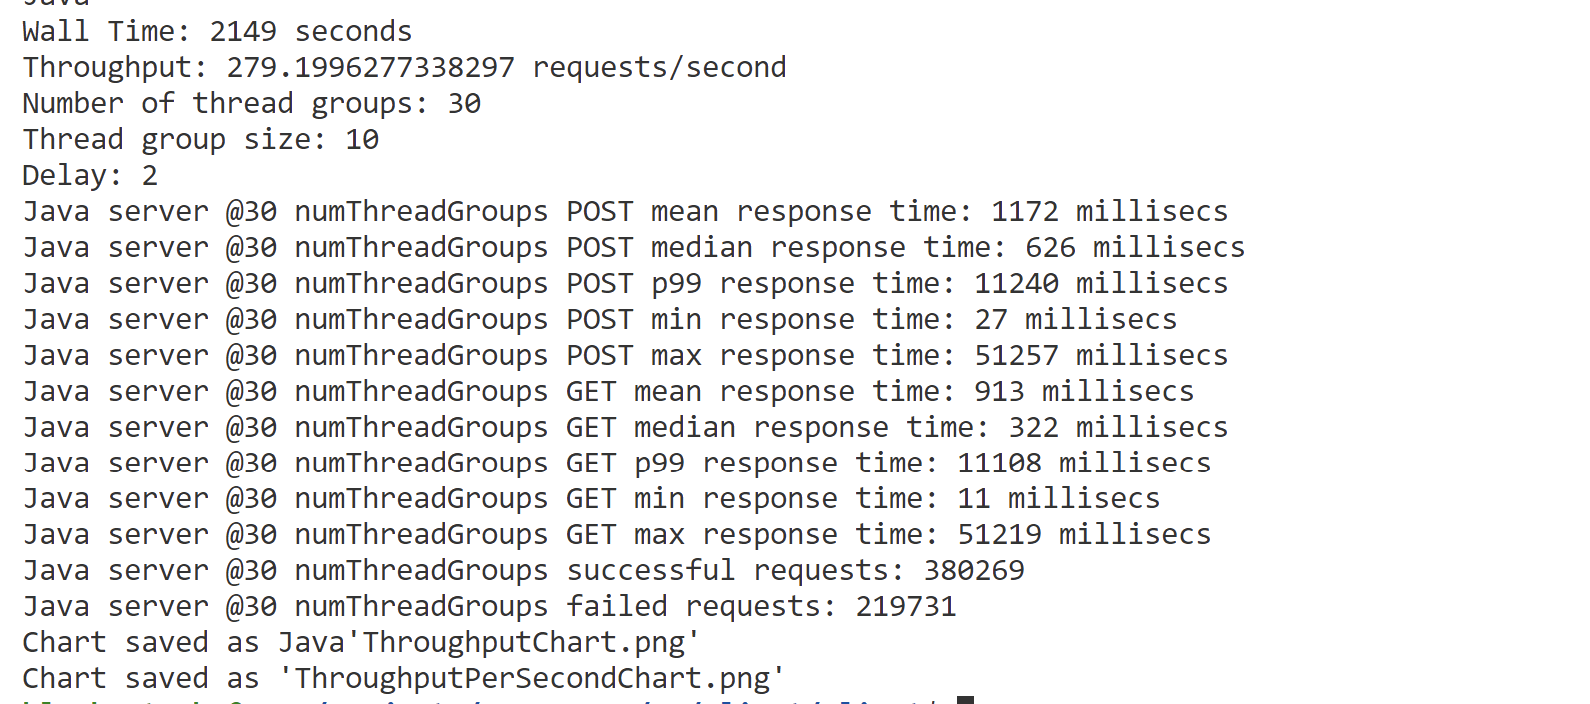 Java
Wall Time: 2149 seconds
Throughput: 279.1996277338297 requests/second
Number of thread groups: 30
Thread group size: 10
Delay: 2
Java server @30 numThreadGroups POST mean response time: 1172 millisecs
Java server @30 numThreadGroups POST median response time: 626 millisecs
Java server @30 numThreadGroups POST p99 response time: 11240 millisecs
Java server @30 numThreadGroups POST min response time: 27 millisecs
Java server @30 numThreadGroups POST max response time: 51257 millisecs
Java server @30 numThreadGroups GET mean response time: 913 millisecs
Java server @30 numThreadGroups GET median response time: 322 millisecs
Java server @30 numThreadGroups GET p99 response time: 11108 millisecs
Java server @30 numThreadGroups GET min response time: 11 millisecs
Java server @30 numThreadGroups GET max response time: 51219 millisecs
Java server @30 numThreadGroups successful requests: 380269
Java server @30 numThreadGroups failed requests: 219731
Chart saved as Java'ThroughputChart.png'
Chart saved as 'ThroughputPerSecondChart.png'